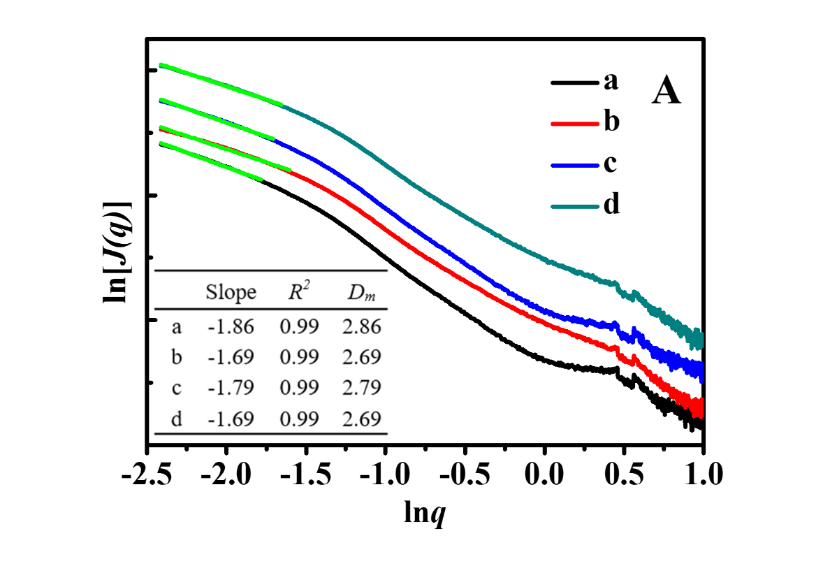 A
a
b
c
d
ln[J(q)]
Slope R² Dₘ
a -1.86 0.99 2.86
b -1.69 0.99 2.69
c -1.79 0.99 2.79
d -1.69 0.99 2.69
-2.5 -2.0 -1.5 -1.0 -0.5 0.0 0.5 1.0
lnq